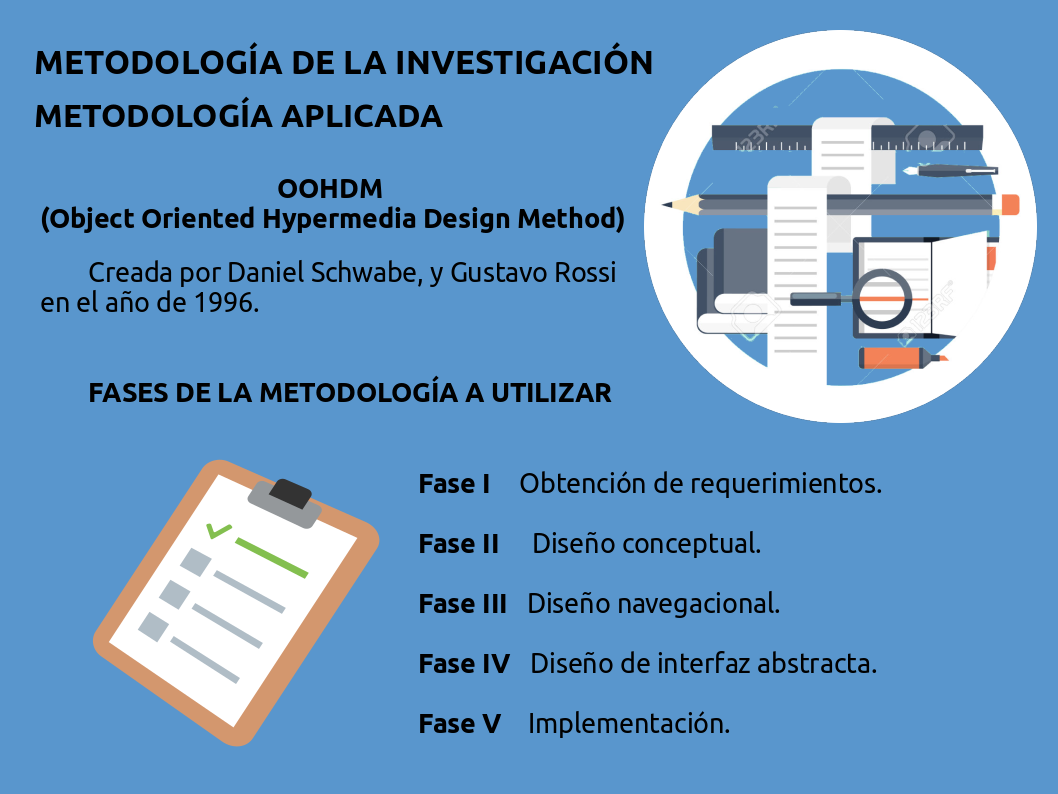 METODOLOGÍA DE LA INVESTIGACIÓN
METODOLOGÍA APLICADA
OOHDM
(Object Oriented Hypermedia Design Method)
Creada por Daniel Schwabe, y Gustavo Rossi
en el año de 1996.
FASES DE LA METODOLOGÍA A UTILIZAR
Fase I Obtención de requerimientos.
Fase II Diseño conceptual.
Fase III Diseño navegacional.
Fase IV Diseño de interfaz abstracta.
Fase V Implementación.